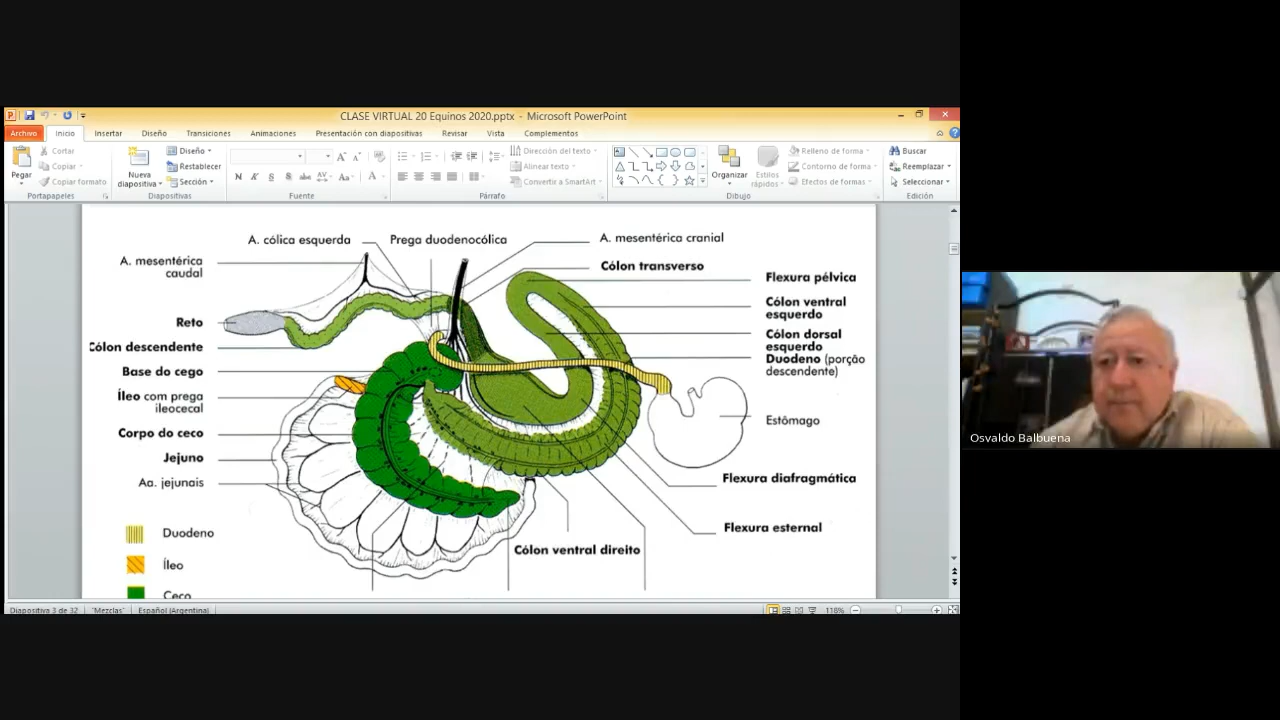 CLASE VIRTUAL 20 Equinos 2020.pptx - Microsoft PowerPoint
Archivo Inicio Insertar Diseño Transiciones Animaciones Presentación con diapositivas Revisar Vista Complementos
Pegar
Cortar
Copiar
Copiar formato
Portapapeles
Nueva
diapositiva
Diseño
Restablecer
Sección
Diapositivas
N K S S abc AV Aa A
Fuente
Dirección del texto
Alinear texto
Convertir a SmartArt
Párrafo
Organizar
Estilos
rápidos
Relleno de forma
Contorno de forma
Efectos de formas
Dibujo
Buscar
Reemplazar
Seleccionar
Edición
A. cólica esquerda
Prega duodenocólica
A. mesentérica cranial
A. mesentérica
caudal
Cólon transverso
Flexura pélvica
Reto
Cólon ventral
esquerdo
Cólon descendente
Cólon dorsal
esquerdo
Base do cego
Duodeno (porção
descendente)
Íleo com prega
ileocecal
Estômago
Corpo do ceco
Jejuno
Aa. jejunais
Flexura diafragmática
Flexura esternal
Cólon ventral direito
Duodeno
Íleo
Ceco
Diapositiva 3 de 32 "Mezclas" Español (Argentina) 118%
Osvaldo Balbuena